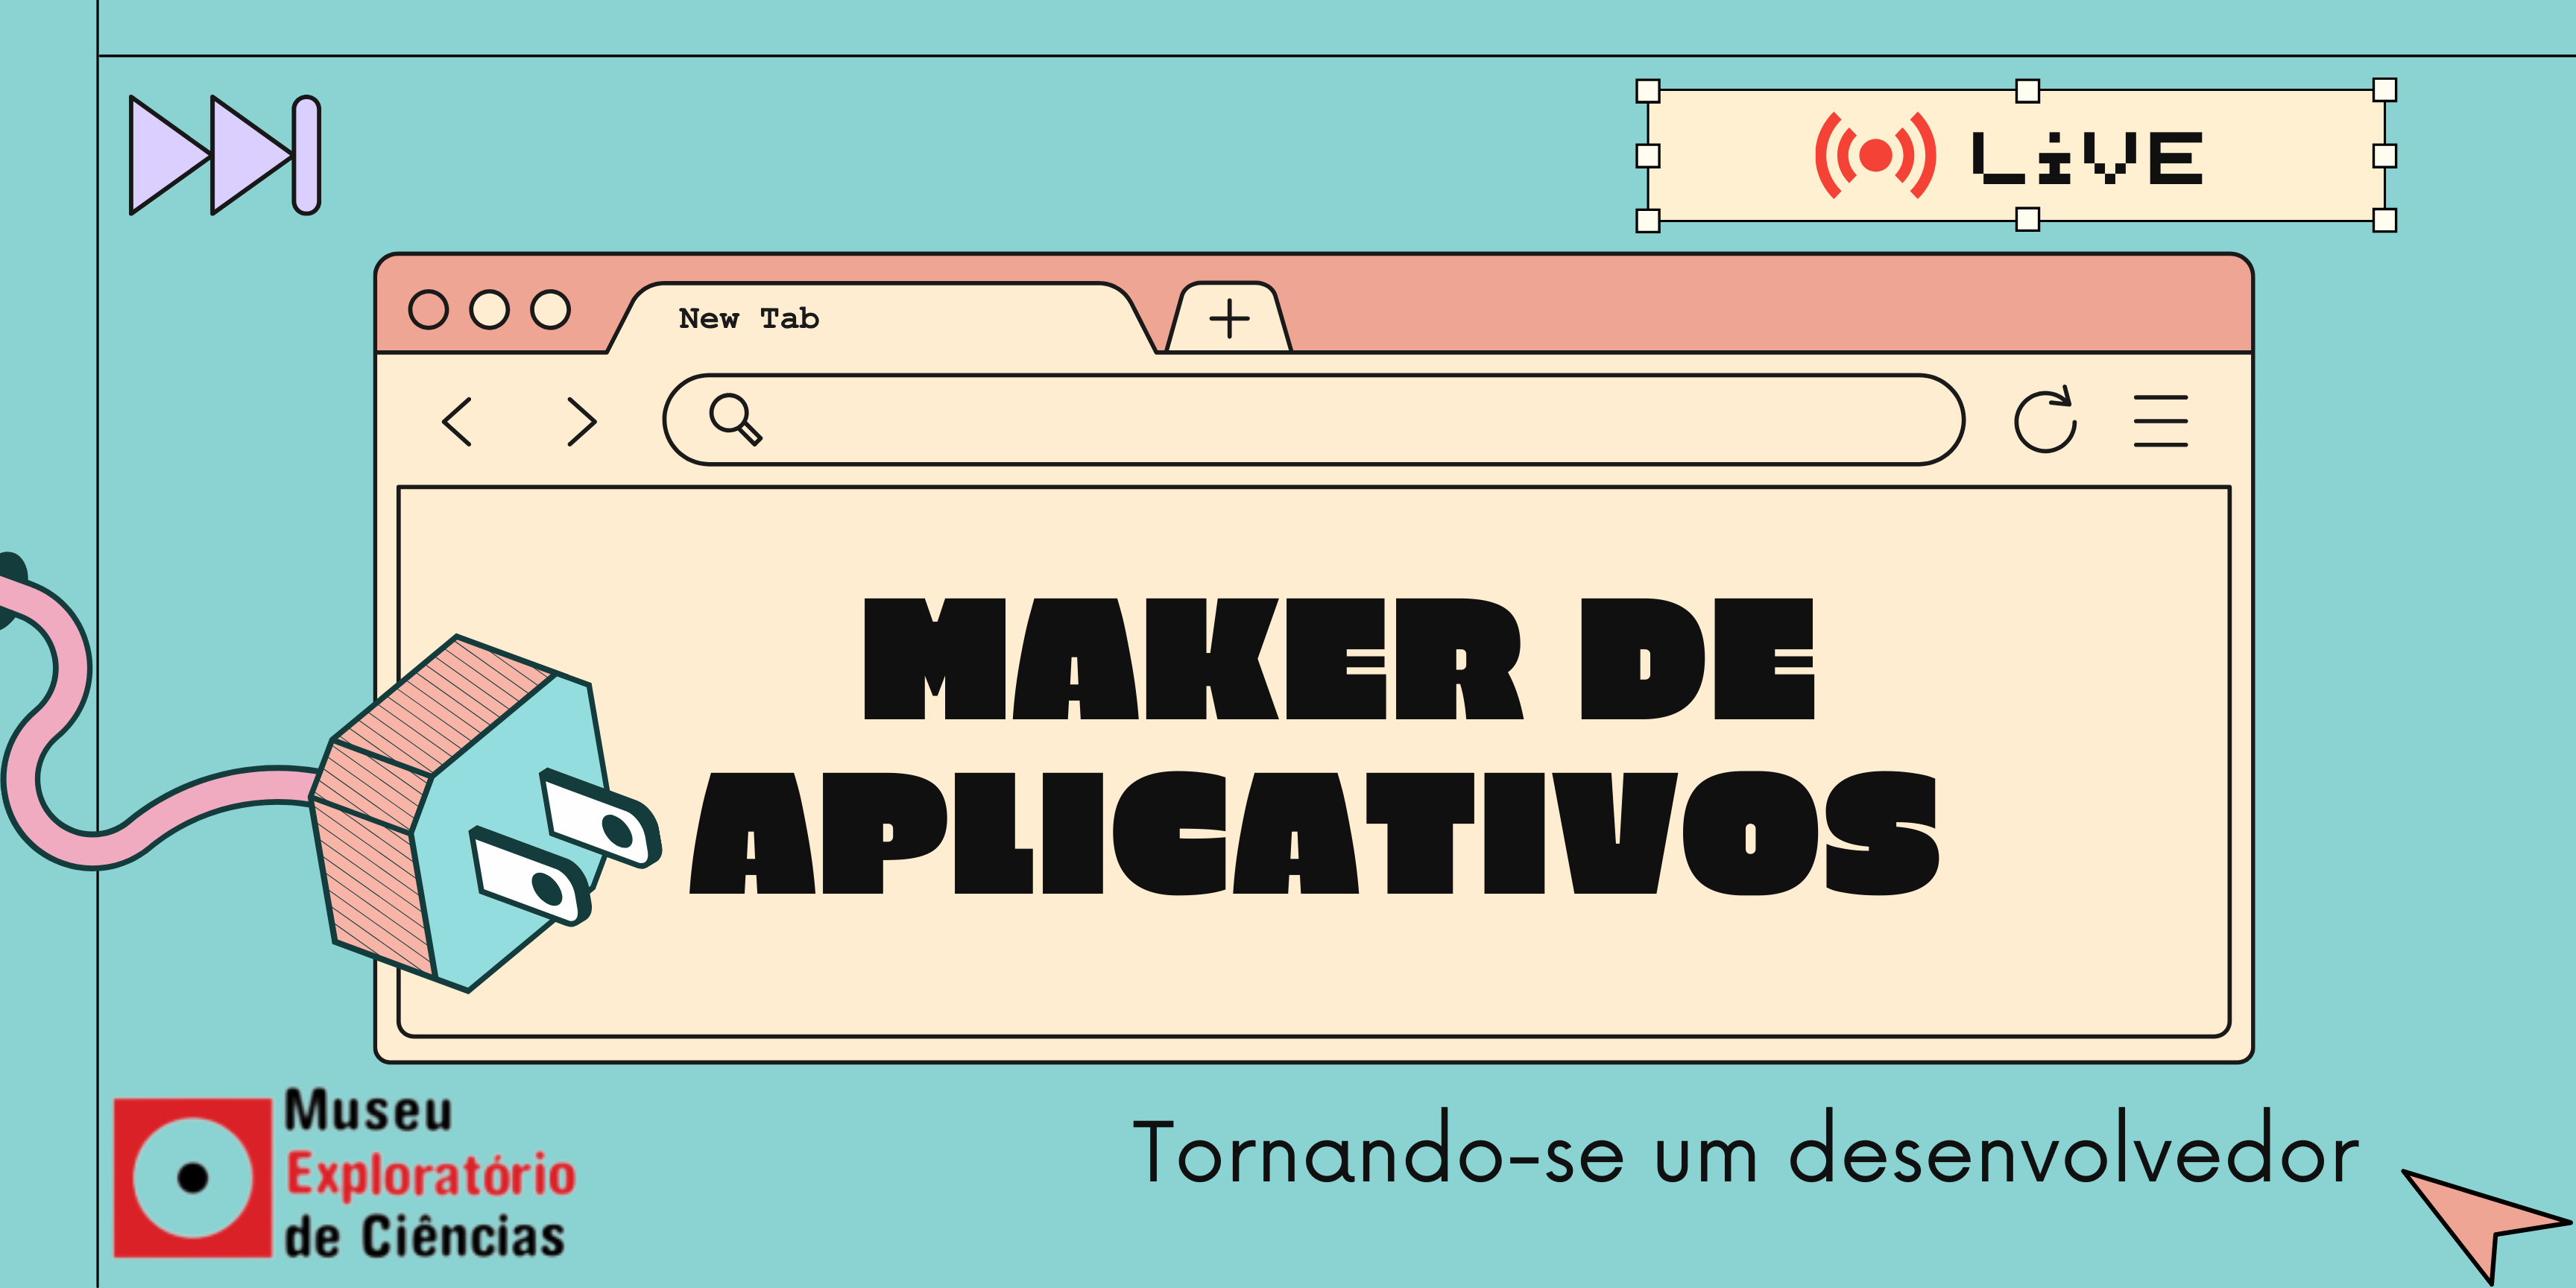 LiVE
New Tab
MAKER DE
APLICATIVOS
Museu
Exploratório
de Ciências
Tornando-se um desenvolvedor